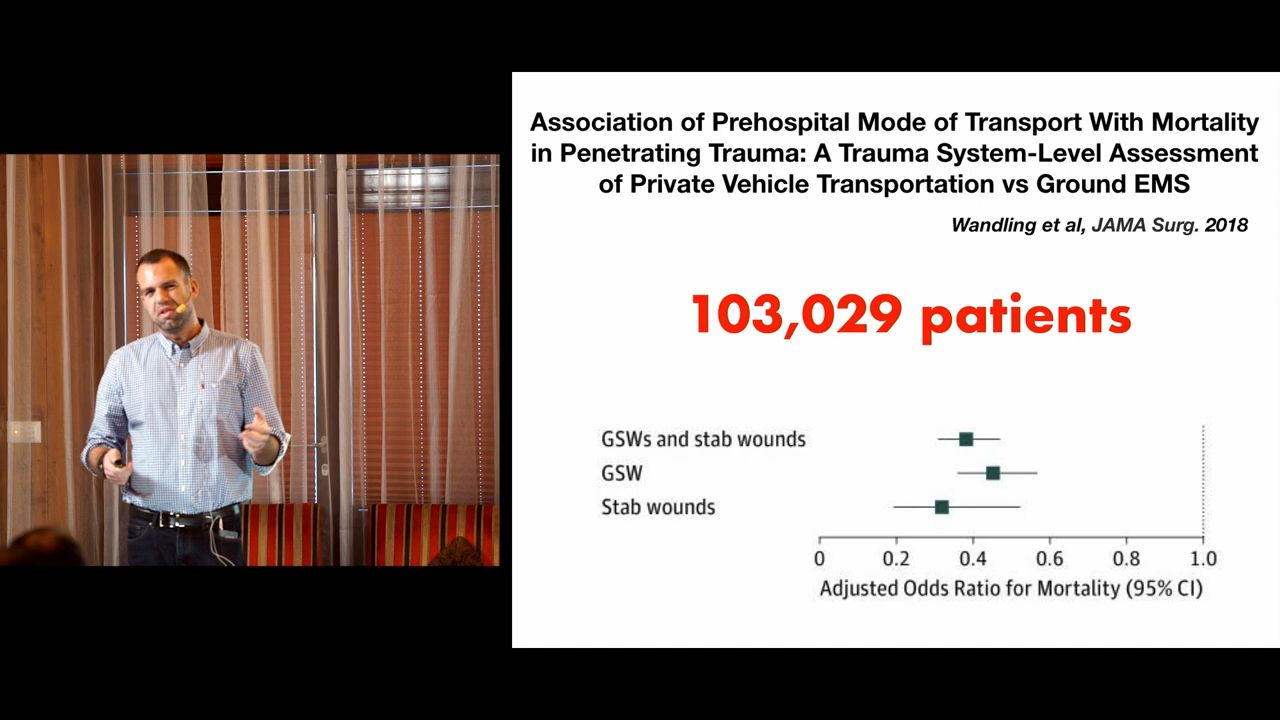 Association of Prehospital Mode of Transport With Mortality
in Penetrating Trauma: A Trauma System-Level Assessment
of Private Vehicle Transportation vs Ground EMS
Wandling et al, JAMA Surg. 2018
103,029 patients
GSWs and stab wounds
GSW
Stab wounds
0 0.2 0.4 0.6 0.8 1.0
Adjusted Odds Ratio for Mortality (95% CI)